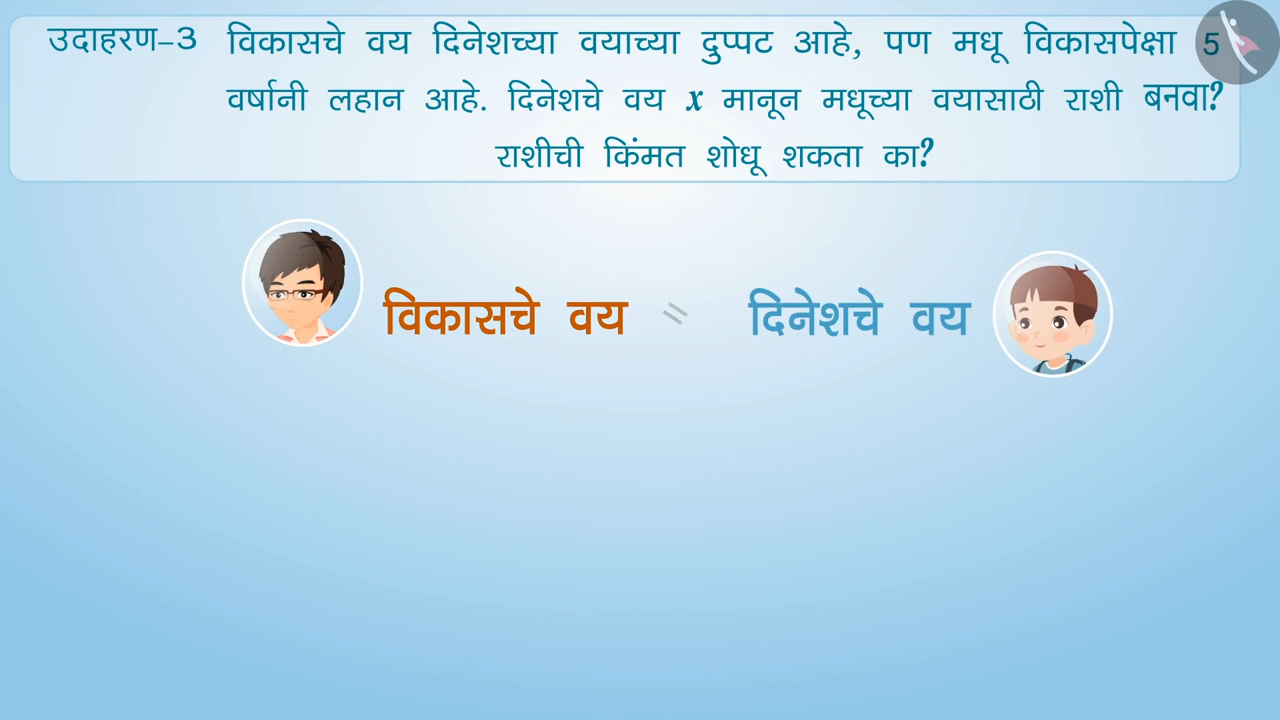 उदाहरण–3 विकासचे वय दिनेशच्या वयाच्या दुप्पट आहे, पण मधू विकासपेक्षा 5
वर्षानी लहान आहे. दिनेशचे वय x मानून मधूच्या वयासाठी राशी बनवा?
राशीची किंमत शोधू शकता का?
विकासचे वय = दिनेशचे वय